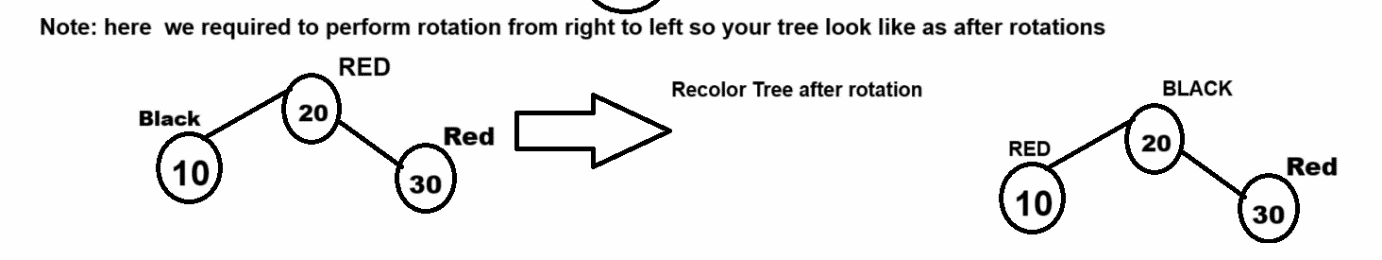 Note: here we required to perform rotation from right to left so your tree look like as after rotations
RED
Black
20
10
Red
30
Recolor Tree after rotation
BLACK
RED
20
10
Red
30